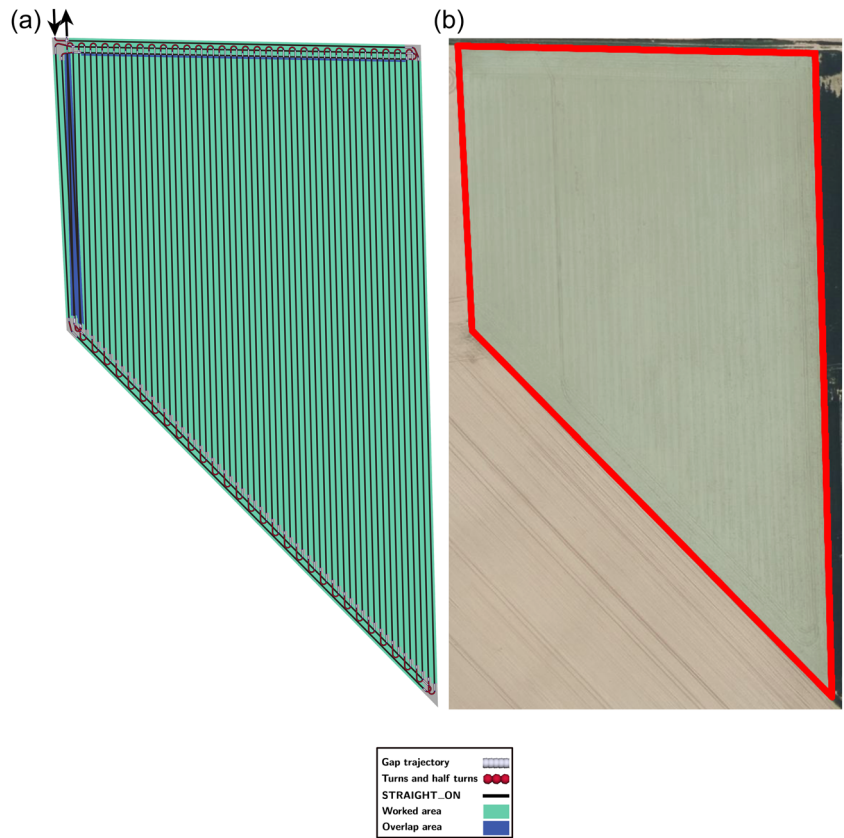 (a)
(b)
Gap trajectory
Turns and half turns
STRAIGHT_ON
Worked area
Overlap area